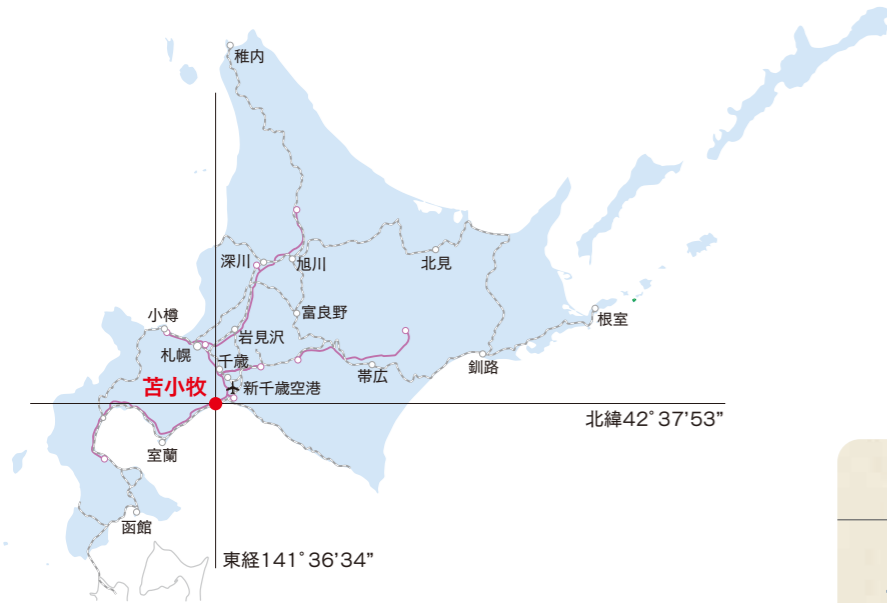 稚内
深川
旭川
北見
小樽
富良野
岩見沢
根室
札幌
千歳
釧路
帯広
苫小牧
新千歳空港
北緯42°37’53”
室蘭
函館
東経141°36’34”